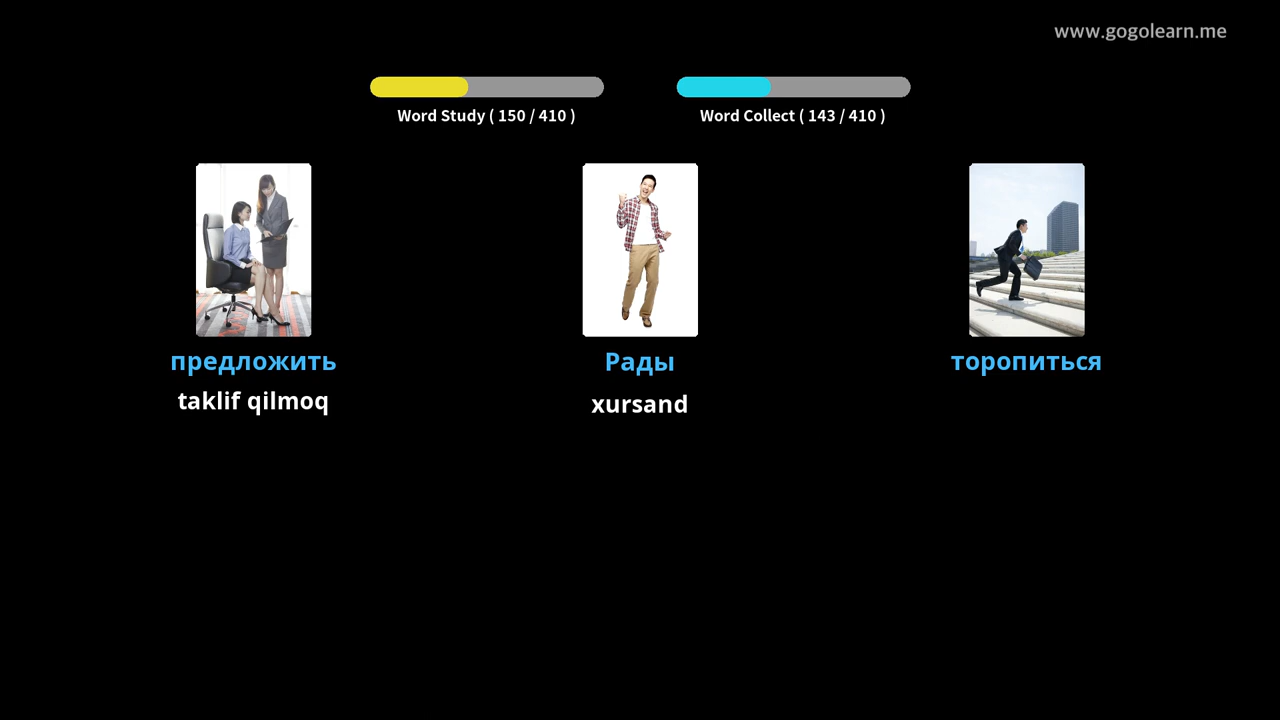 www.gogolearn.me
Word Study ( 150 / 410 )
Word Collect ( 143 / 410 )
предложить
Рады
торопиться
taklif qilmoq
xursand